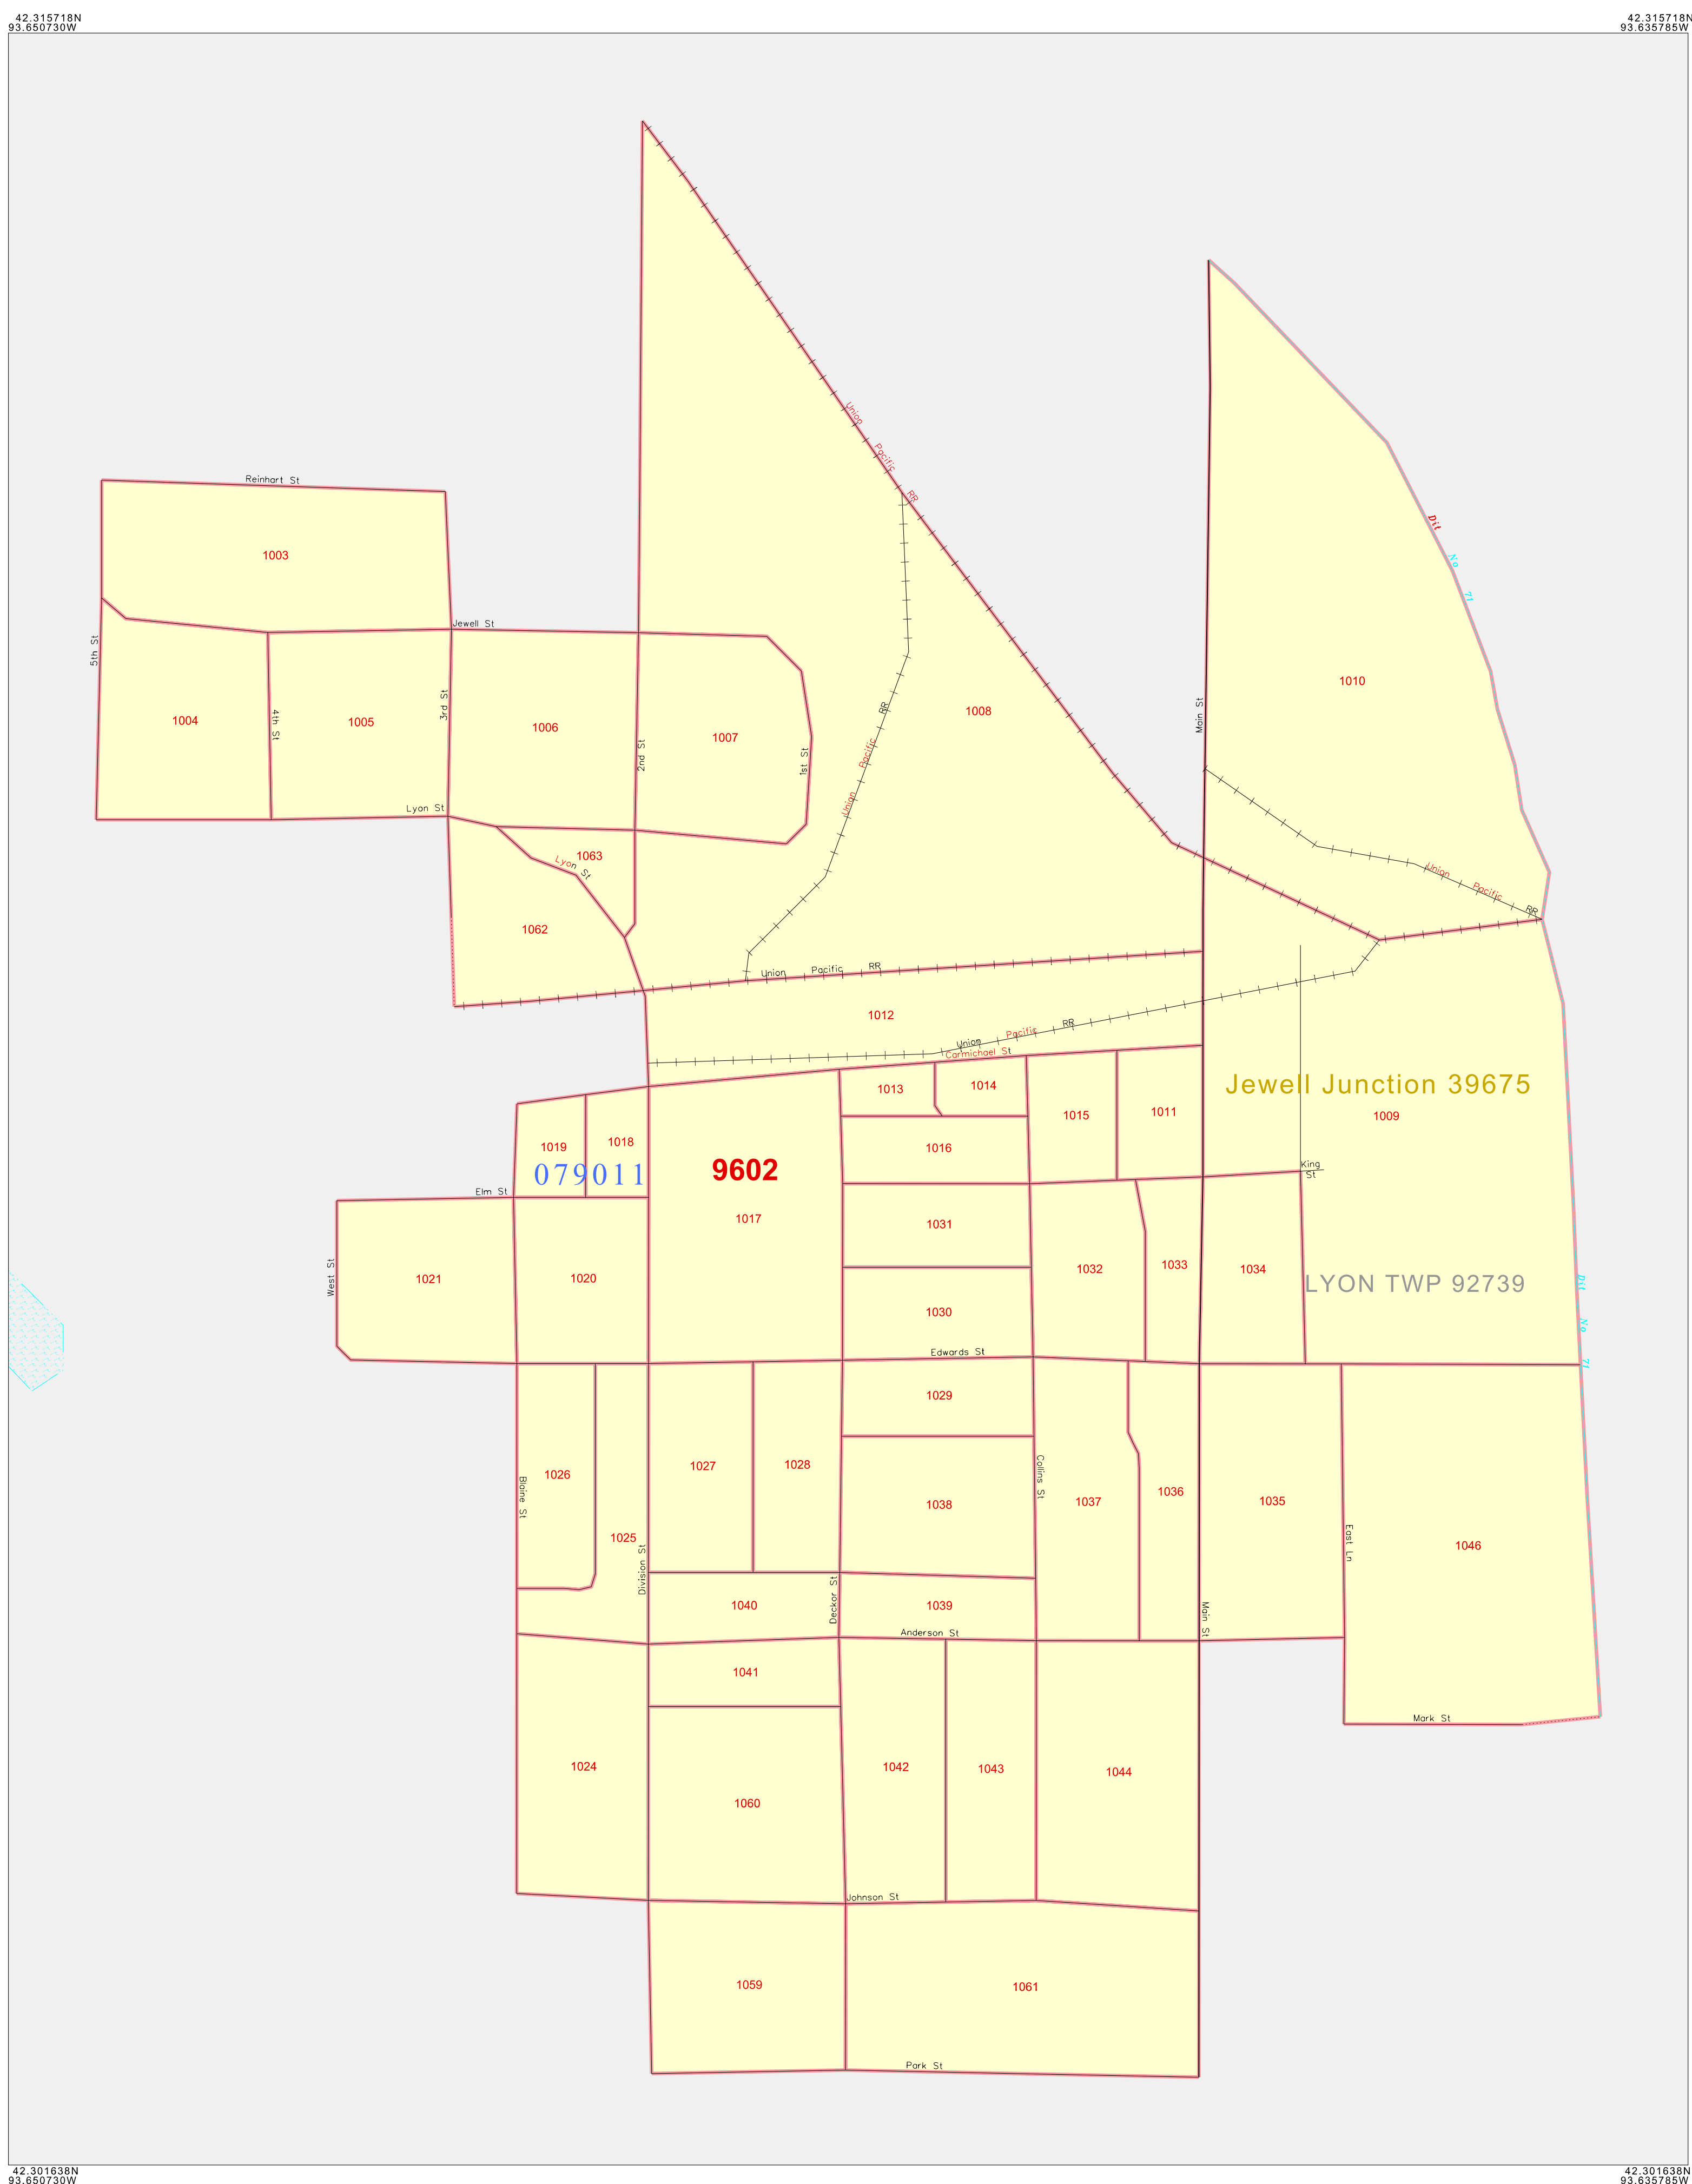 42.315718N
93.650730W
42.315718N
93.635785W
Union
Pacific
RR
Reinhart St
Dit
No
71
1003
Jewell St
5th St
4th St
3rd St
2nd St
1st St
Main St
1004
1005
1006
1007
1008
1010
RR
Pacific
Union
Lyon St
Lyon St
1063
Union
Pacific
RR
1062
Union Pacific RR
1012
Union Pacific RR
Carmichael St
1013
1014
1015
1011
Jewell Junction 39675
1009
1019
1018
079011
9602
1016
King
St
Elm St
1017
1031
West St
1021
1020
1032
1033
1034
LYON TWP 92739
Dit
No
71
1030
Edwards St
1029
1026
Blaine St
1025
Division St
1027
1028
1038
Collins St
1037
1036
1035
East Ln
1046
1040
Deckor St
1039
Main St
Anderson St
1041
Mark St
1024
1060
1042
1043
1044
Johnson St
1059
1061
Park St
42.301638N
93.650730W
42.301638N
93.635785W